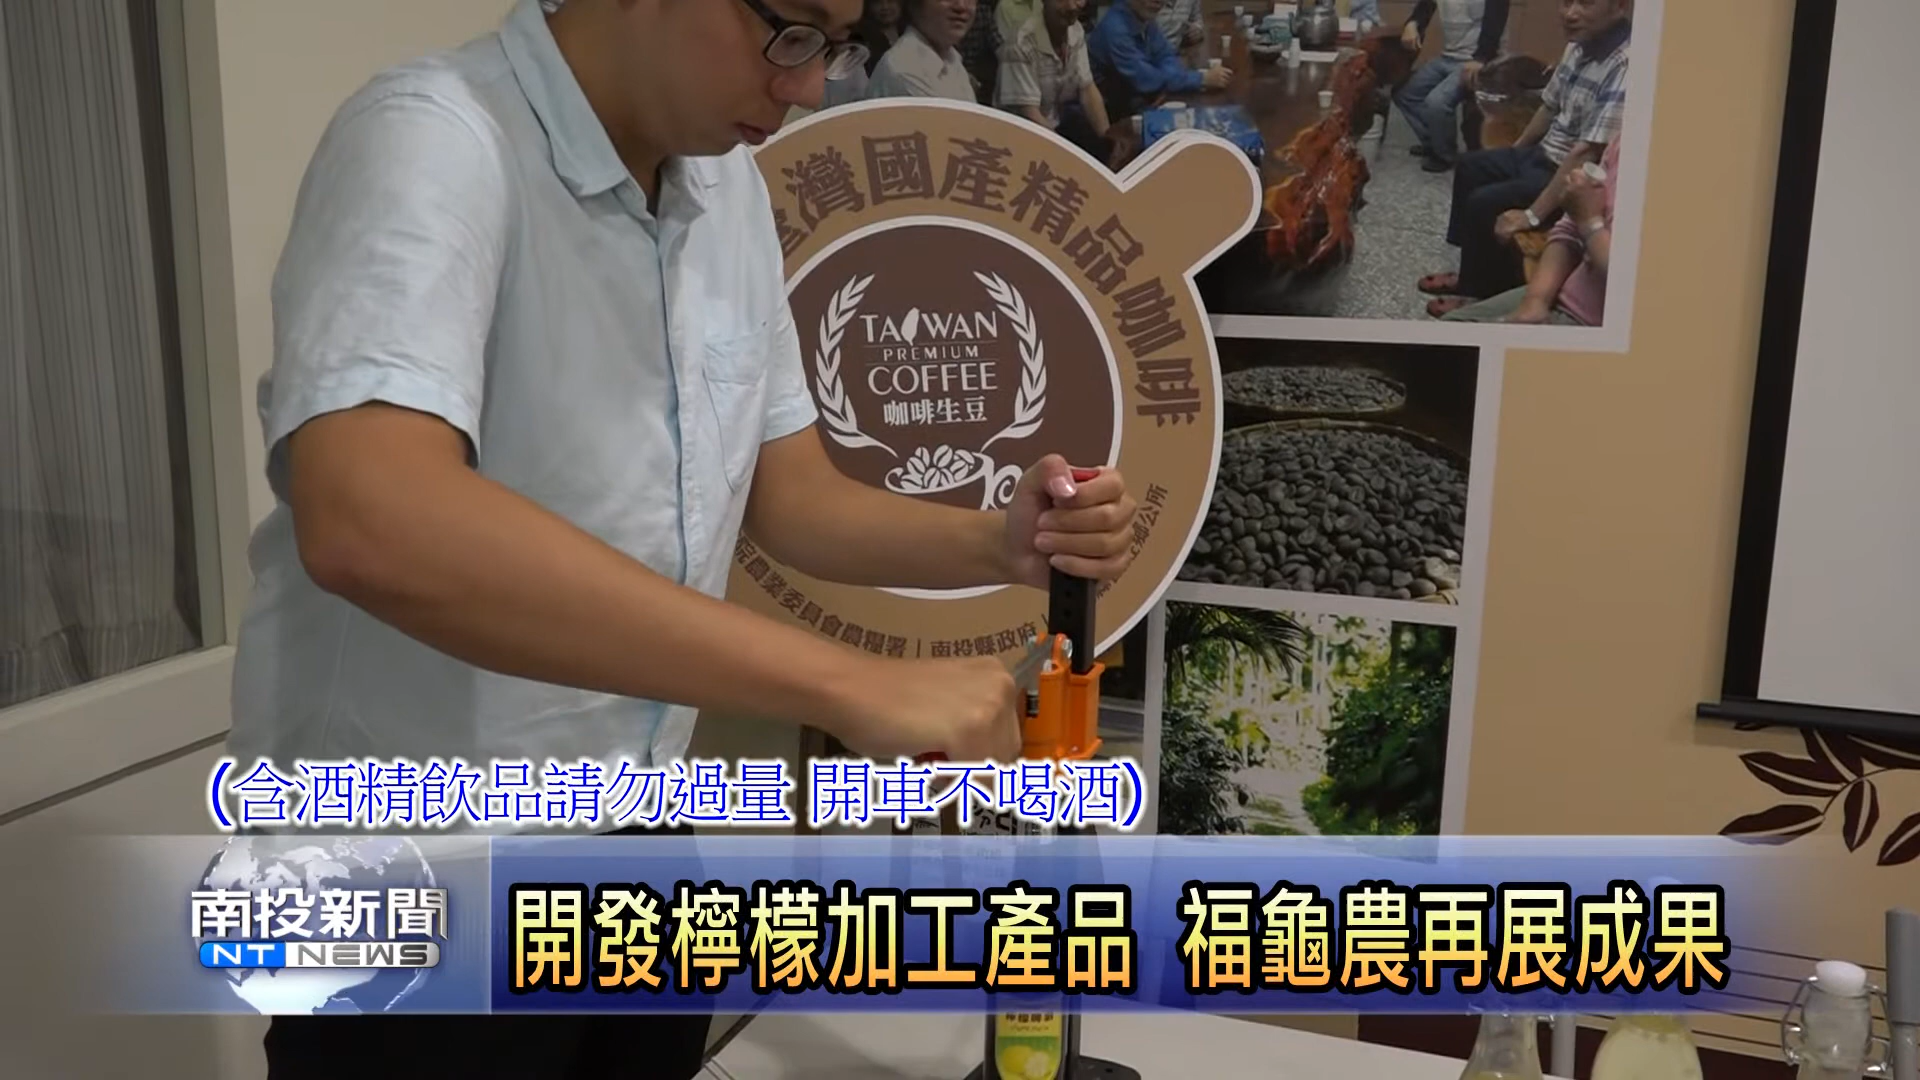 灣國產精品咖啡
TAIWAN
PREMIUM
COFFEE
咖啡生豆
農業委員會農糧署｜南投縣政府｜
鄉公所
(含酒精飲品請勿過量 開車不喝酒)
南投新聞
NT NEWS
開發檸檬加工產品 福龜農再展成果